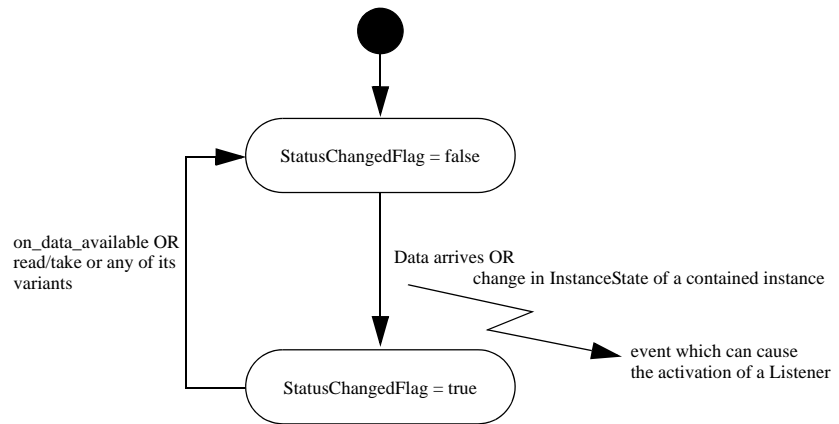 StatusChangedFlag = false
on_data_available OR
read/take or any of its
variants
Data arrives OR
change in InstanceState of a contained instance
event which can cause
the activation of a Listener
StatusChangedFlag = true